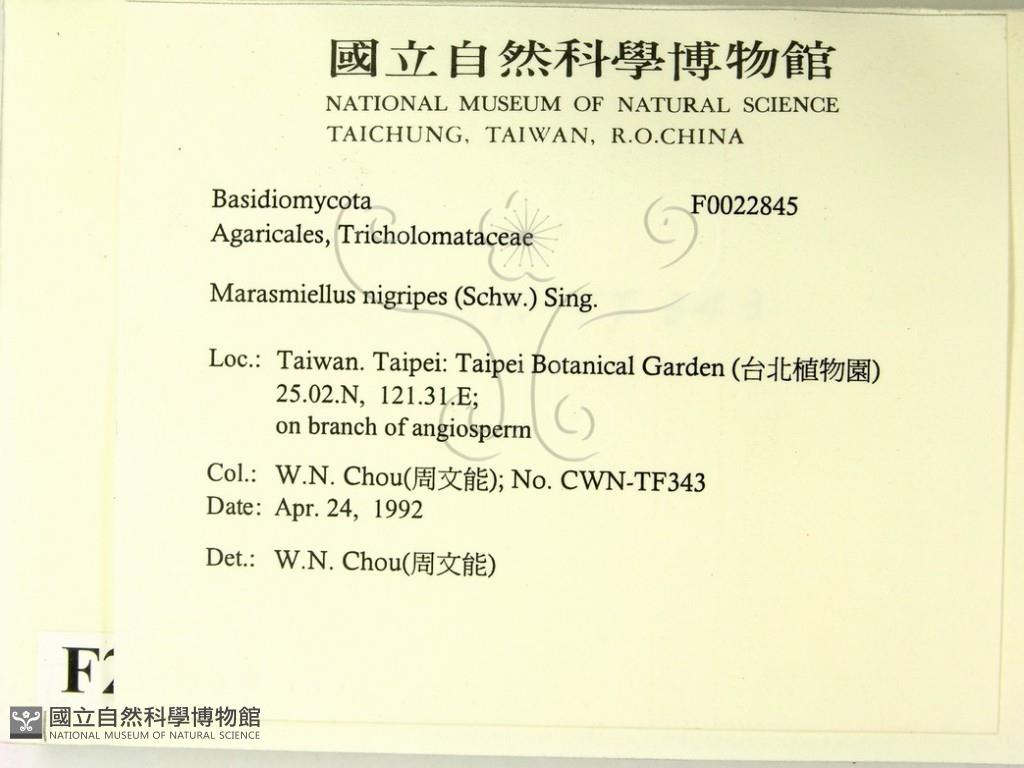 國立自然科學博物館
NATIONAL MUSEUM OF NATURAL SCIENCE
TAICHUNG, TAIWAN, R.O.CHINA
Basidiomycota F0022845
Agaricales, Tricholomataceae
Marasmiellus nigripes (Schw.) Sing.
Loc.: Taiwan. Taipei: Taipei Botanical Garden (台北植物園)
25.02.N, 121.31.E;
on branch of angiosperm
Col.: W.N. Chou(周文能); No. CWN-TF343
Date: Apr. 24, 1992
Det.: W.N. Chou(周文能)
F2
國立自然科學博物館
NATIONAL MUSEUM OF NATURAL SCIENCE